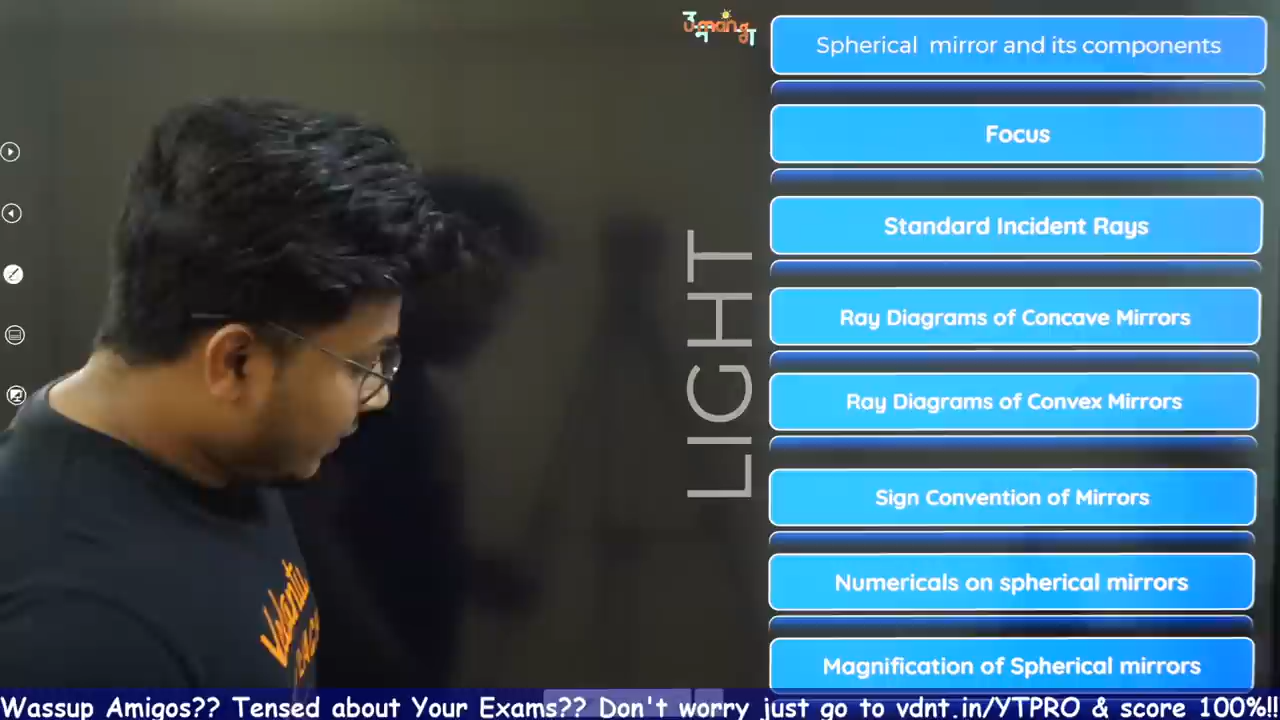 उमंग
umang
Spherical mirror and its components
Focus
Standard Incident Rays
LIGHT
Ray Diagrams of Concave Mirrors
Ray Diagrams of Convex Mirrors
Sign Convention of Mirrors
Numericals on spherical mirrors
Magnification of Spherical mirrors
Wassup Amigos?? Tensed about Your Exams?? Don't worry just go to vdnt.in/YTPRO & score 100%!!